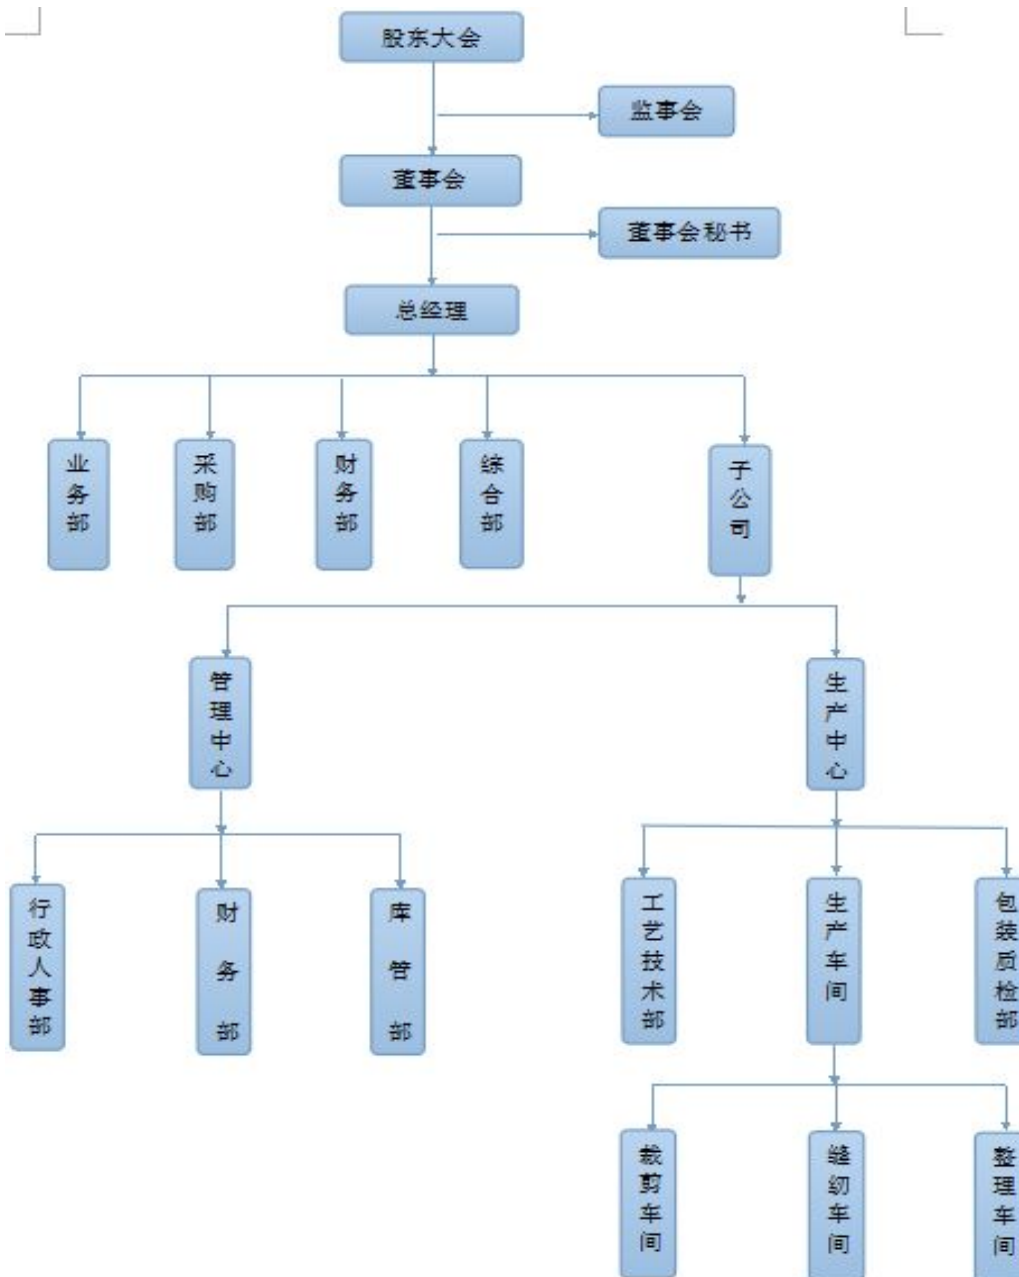 股东大会
监事会
董事会
董事会秘书
总经理
业务部
采购部
财务部
综合部
子公司
管理中心
生产中心
行政人事部
财务部
库管部
工艺技术部
生产车间
包装质检部
裁剪车间
缝纫车间
整理车间